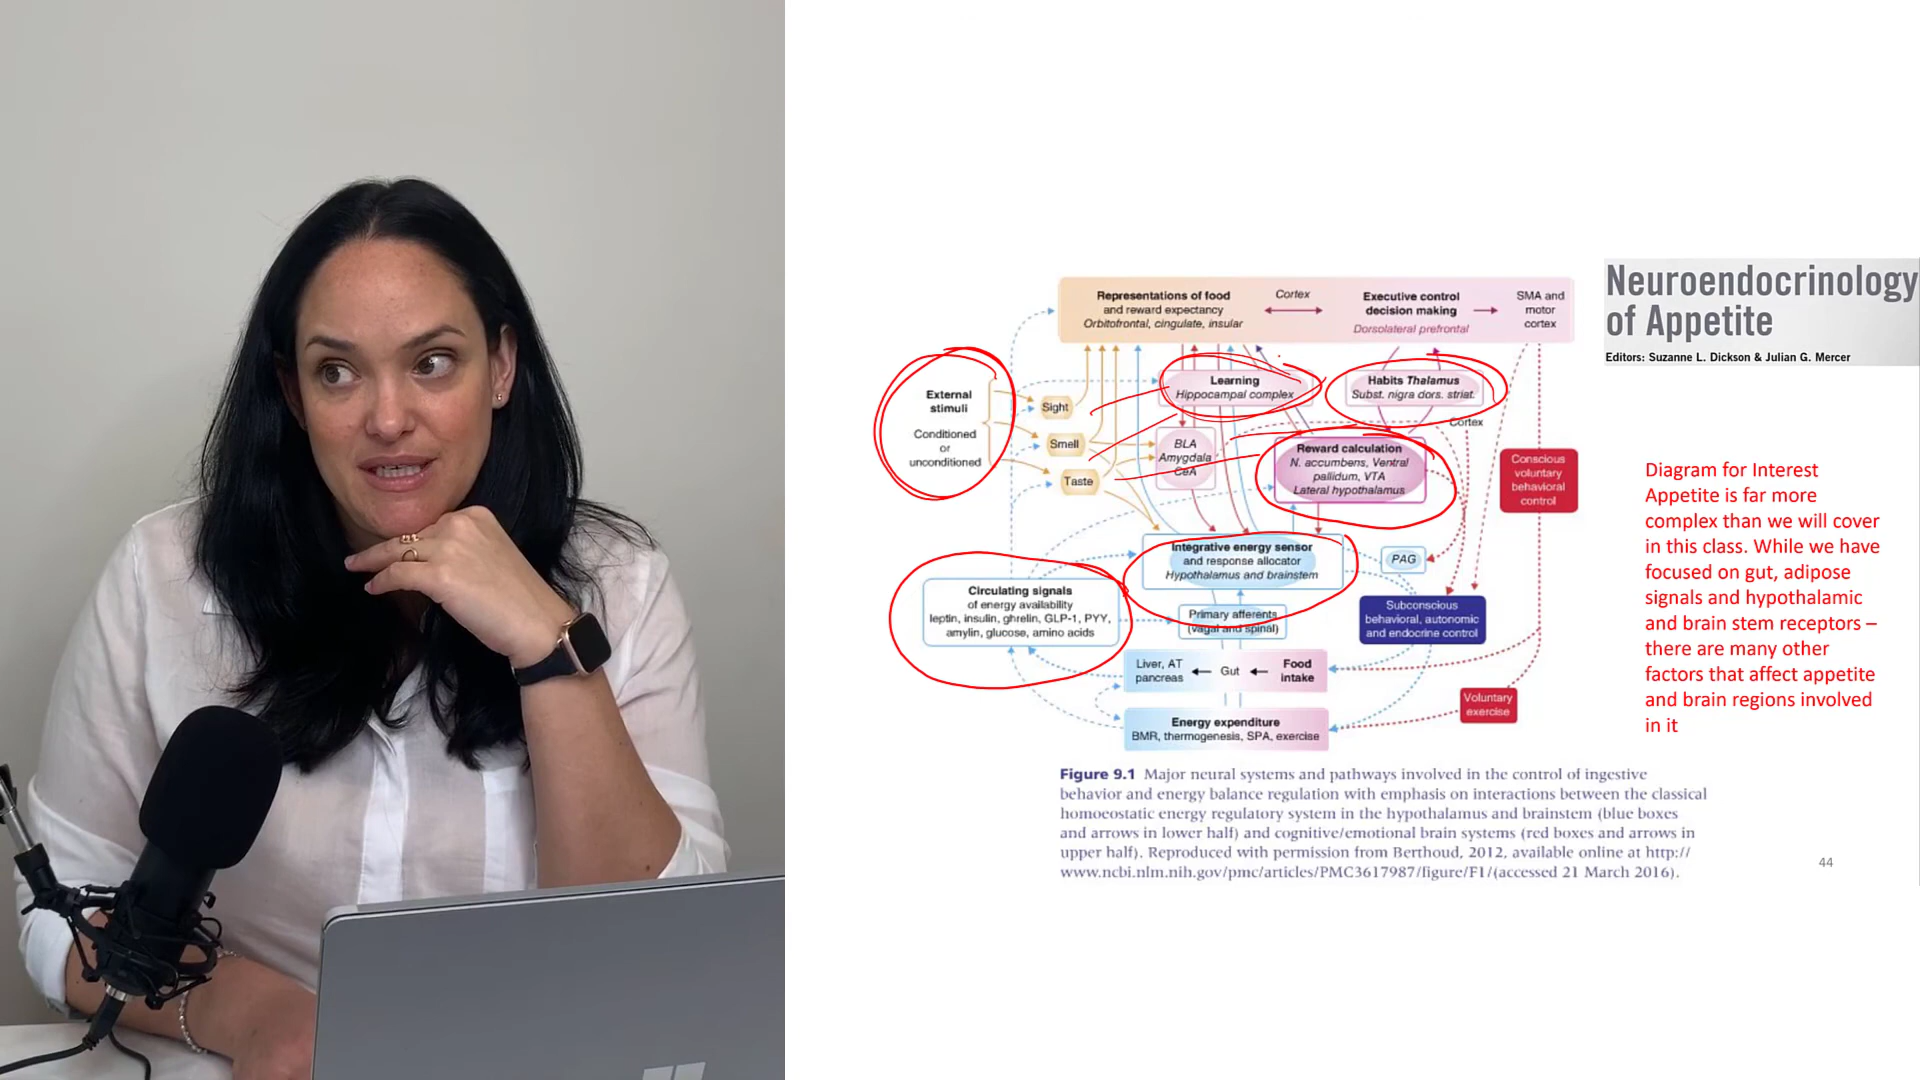 Neuroendocrinology
of Appetite
Editors: Suzanne L. Dickson & Julian G. Mercer
Representations of food
and reward expectancy
Orbitofrontal, cingulate, insular
Cortex
Executive control
decision making
Dorsolateral prefrontal
SMA and
motor
cortex
External
stimuli
Conditioned
or
unconditioned
Sight
Smell
Taste
Learning
Hippocampal complex
Habits Thalamus
Subst. nigra dors. striat.
Cortex
BLA
Amygdala
CeA
Reward calculation
N. accumbens, Ventral
pallidum, VTA
Lateral hypothalamus
Conscious
voluntary
behavioral
control
Integrative energy sensor
and response allocator
Hypothalamus and brainstem
PAG
Circulating signals
of energy availability
leptin, insulin, ghrelin, GLP-1, PYY,
amylin, glucose, amino acids
Primary afferents
(vagal and spinal)
Subconscious
behavioral, autonomic
and endocrine control
Liver, AT
pancreas
Gut
Food
intake
Voluntary
exercise
Energy expenditure
BMR, thermogenesis, SPA, exercise
Diagram for Interest
Appetite is far more
complex than we will cover
in this class. While we have
focused on gut, adipose
signals and hypothalamic
and brain stem receptors –
there are many other
factors that affect appetite
and brain regions involved
in it
Figure 9.1 Major neural systems and pathways involved in the control of ingestive
behavior and energy balance regulation with emphasis on interactions between the classical
homoeostatic energy regulatory system in the hypothalamus and brainstem (blue boxes
and arrows in lower half) and cognitive/emotional brain systems (red boxes and arrows in
upper half). Reproduced with permission from Berthoud, 2012, available online at http://
www.ncbi.nlm.nih.gov/pmc/articles/PMC3617987/figure/F1/(accessed 21 March 2016).
44